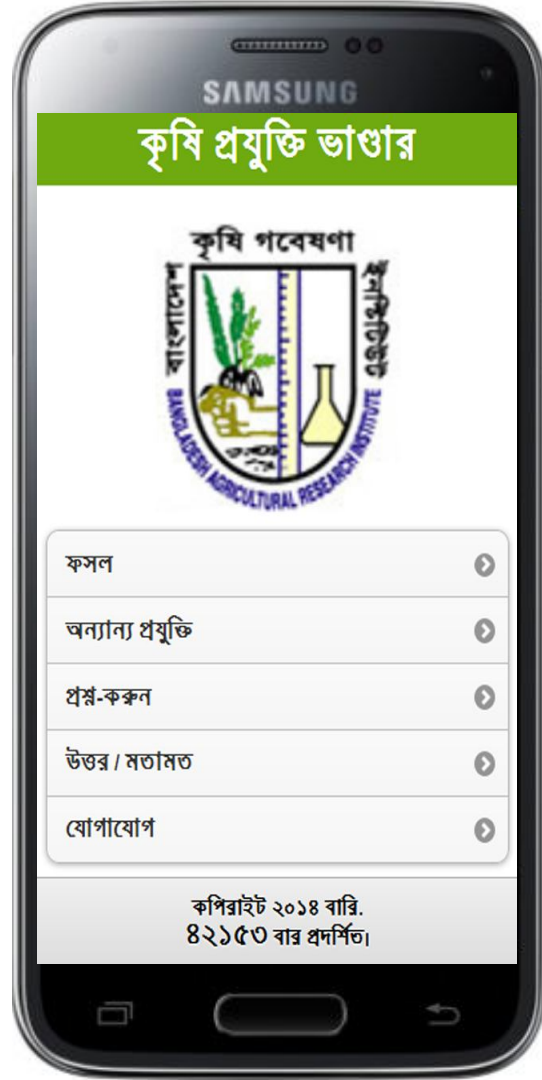 SAMSUNG
কৃষি প্রযুক্তি ভাণ্ডার
কৃষি গবেষণা
বাংলাদেশ
ইনস্টিটিউট
BANGLADESH AGRICULTURAL RESEARCH INSTITUTE
ফসল
অন্যান্য প্রযুক্তি
প্রশ্ন-করুন
উত্তর / মতামত
যোগাযোগ
কপিরাইট ২০১৪ বারি.
৪২১৫৩ বার প্রদর্শিত।